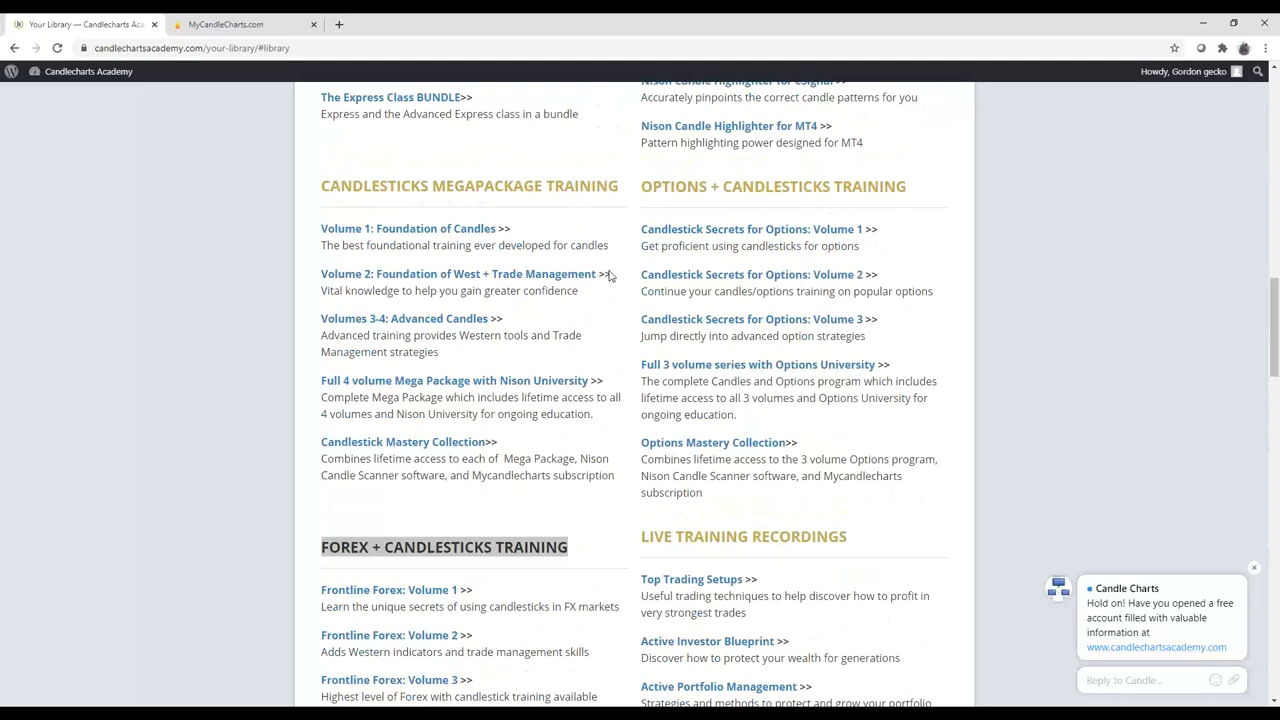 Your Library — Candlecharts Aca
MyCandleCharts.com
candlechartsacademy.com/your-library/#library
Candlecharts Academy
Howdy, Gordon gecko
The Express Class BUNDLE>>
Express and the Advanced Express class in a bundle
CANDLESTICKS MEGAPACKAGE TRAINING
Volume 1: Foundation of Candles >>
The best foundational training ever developed for candles
Volume 2: Foundation of West + Trade Management >>
Vital knowledge to help you gain greater confidence
Volumes 3-4: Advanced Candles >>
Advanced training provides Western tools and Trade
Management strategies
Full 4 volume Mega Package with Nison University >>
Complete Mega Package which includes lifetime access to all
4 volumes and Nison University for ongoing education.
Candlestick Mastery Collection>>
Combines lifetime access to each of Mega Package, Nison
Candle Scanner software, and Mycandlecharts subscription
FOREX + CANDLESTICKS TRAINING
Frontline Forex: Volume 1 >>
Learn the unique secrets of using candlesticks in FX markets
Frontline Forex: Volume 2 >>
Adds Western indicators and trade management skills
Frontline Forex: Volume 3 >>
Highest level of Forex with candlestick training available
Nison Candle Highlighter for eSignal >>
Accurately pinpoints the correct candle patterns for you
Nison Candle Highlighter for MT4 >>
Pattern highlighting power designed for MT4
OPTIONS + CANDLESTICKS TRAINING
Candlestick Secrets for Options: Volume 1 >>
Get proficient using candlesticks for options
Candlestick Secrets for Options: Volume 2 >>
Continue your candles/options training on popular options
Candlestick Secrets for Options: Volume 3 >>
Jump directly into advanced option strategies
Full 3 volume series with Options University >>
The complete Candles and Options program which includes
lifetime access to all 3 volumes and Options University for
ongoing education.
Options Mastery Collection>>
Combines lifetime access to the 3 volume Options program,
Nison Candle Scanner software, and Mycandlecharts
subscription
LIVE TRAINING RECORDINGS
Top Trading Setups >>
Useful trading techniques to help discover how to profit in
very strongest trades
Active Investor Blueprint >>
Discover how to protect your wealth for generations
Active Portfolio Management >>
Strategies and methods to protect and grow your portfolio
Candle Charts
Hold on! Have you opened a free
account filled with valuable
information at
www.candlechartsacademy.com
Reply to Candle...